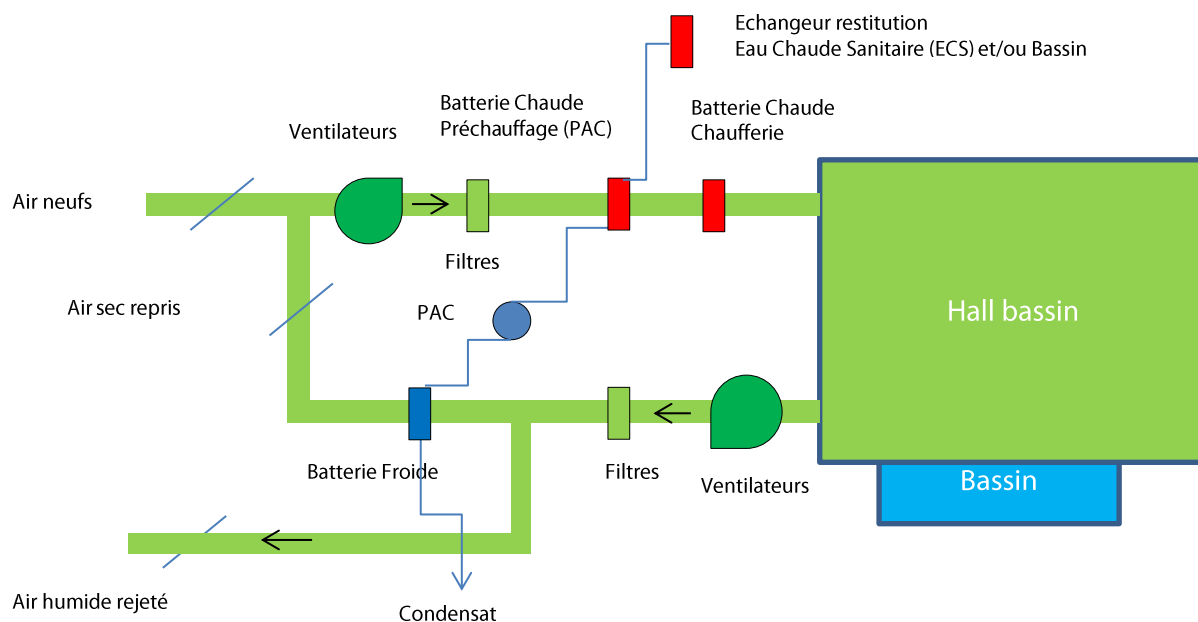 Echangeur restitution
Eau Chaude Sanitaire (ECS) et/ou Bassin
Batterie Chaude
Préchauffage (PAC)
Batterie Chaude
Chaufferie
Ventilateurs
Air neufs
Filtres
Air sec repris
PAC
Hall bassin
Batterie Froide
Filtres
Ventilateurs
Bassin
Air humide rejeté
Condensat